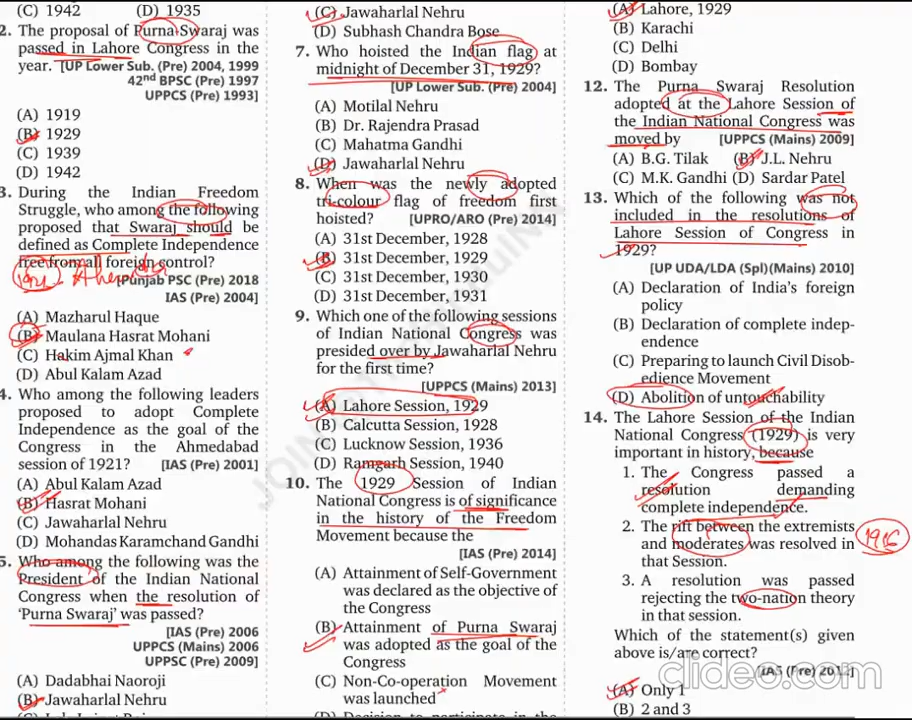 (C) 1942 (D) 1935
2. The proposal of Purna-Swaraj was
passed in Lahore Congress in the
year. [UP Lower Sub. (Pre) 2004, 1999
42nd BPSC (Pre) 1997
UPPCS (Pre) 1993]
(A) 1919
(B) 1929
(C) 1939
(D) 1942
3. During the Indian Freedom
Struggle, who among the following
proposed that Swaraj should be
defined as Complete Independence
free from all foreign control?
1921
[Punjab PSC (Pre) 2018
IAS (Pre) 2004]
(A) Mazharul Haque
(B) Maulana Hasrat Mohani
(C) Hakim Ajmal Khan
(D) Abul Kalam Azad
4. Who among the following leaders
proposed to adopt Complete
Independence as the goal of the
Congress in the Ahmedabad
session of 1921? [IAS (Pre) 2001]
(A) Abul Kalam Azad
(B) Hasrat Mohani
(C) Jawaharlal Nehru
(D) Mohandas Karamchand Gandhi
5. Who among the following was the
President of the Indian National
Congress when the resolution of
‘Purna Swaraj’ was passed?
[IAS (Pre) 2006
UPPCS (Mains) 2006
UPPSC (Pre) 2009]
(A) Dadabhai Naoroji
(B) Jawaharlal Nehru
(C) Jawaharlal Nehru
(D) Subhash Chandra Bose
7. Who hoisted the Indian flag at
midnight of December 31, 1929?
[UP Lower Sub. (Pre) 2004]
(A) Motilal Nehru
(B) Dr. Rajendra Prasad
(C) Mahatma Gandhi
(D) Jawaharlal Nehru
8. When was the newly adopted
tri-colour flag of freedom first
hoisted? [UPRO/ARO (Pre) 2014]
(A) 31st December, 1928
(B) 31st December, 1929
(C) 31st December, 1930
(D) 31st December, 1931
9. Which one of the following sessions
of Indian National Congress was
presided over by Jawaharlal Nehru
for the first time?
[UPPCS (Mains) 2013]
(A) Lahore Session, 1929
(B) Calcutta Session, 1928
(C) Lucknow Session, 1936
(D) Ramgarh Session, 1940
10. The 1929 Session of Indian
National Congress is of significance
in the history of the Freedom
Movement because the
[IAS (Pre) 2014]
(A) Attainment of Self-Government
was declared as the objective of
the Congress
(B) Attainment of Purna Swaraj
was adopted as the goal of the
Congress
(C) Non-Co-operation Movement
was launched
(D) Decision to participate in the
(A) Lahore, 1929
(B) Karachi
(C) Delhi
(D) Bombay
12. The Purna Swaraj Resolution
adopted at the Lahore Session of
the Indian National Congress was
moved by [UPPCS (Mains) 2009]
(A) B.G. Tilak (B) J.L. Nehru
(C) M.K. Gandhi (D) Sardar Patel
13. Which of the following was not
included in the resolutions of
Lahore Session of Congress in
1929?
[UP UDA/LDA (Spl)(Mains) 2010]
(A) Declaration of India’s foreign
policy
(B) Declaration of complete indep-
endence
(C) Preparing to launch Civil Disob-
edience Movement
(D) Abolition of untouchability
14. The Lahore Session of the Indian
National Congress (1929) is very
important in history, because
1. The Congress passed a
resolution demanding
complete independence.
2. The rift between the extremists
and moderates was resolved in
that Session.
1916
3. A resolution was passed
rejecting the two-nation theory
in that session.
Which of the statement(s) given
above is/are correct?
[IAS (Pre) 2012]
(A) Only 1
(B) 2 and 3
clideo.com